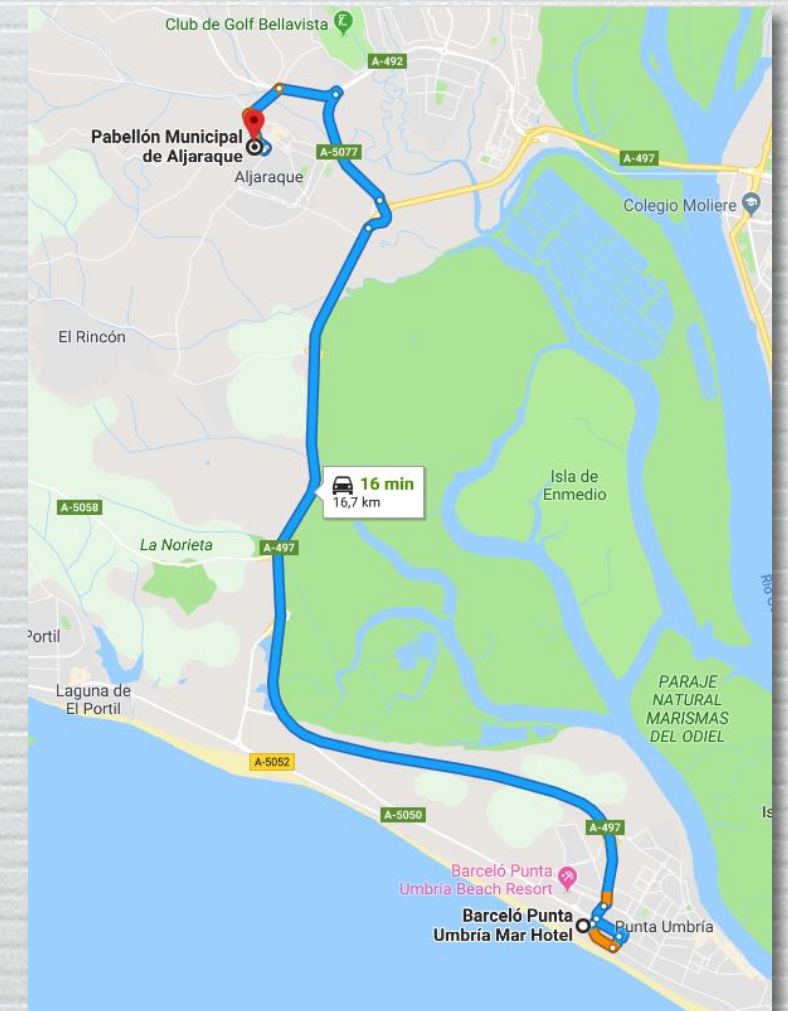 Club de Golf Bellavista
A-492
Pabellón Municipal
de Aljaraque
A-5077
A-497
Aljaraque
Colegio Moliere
El Rincón
16 min
16,7 km
Isla de
Enmedio
A-5058
La Norieta
A-497
Portil
Laguna de
El Portil
PARAJE
NATURAL
MARISMAS
DEL ODIEL
A-5052
A-5050
A-497
Barceló Punta
Umbría Beach Resort
Barceló Punta
Umbría Mar Hotel
Punta Umbría